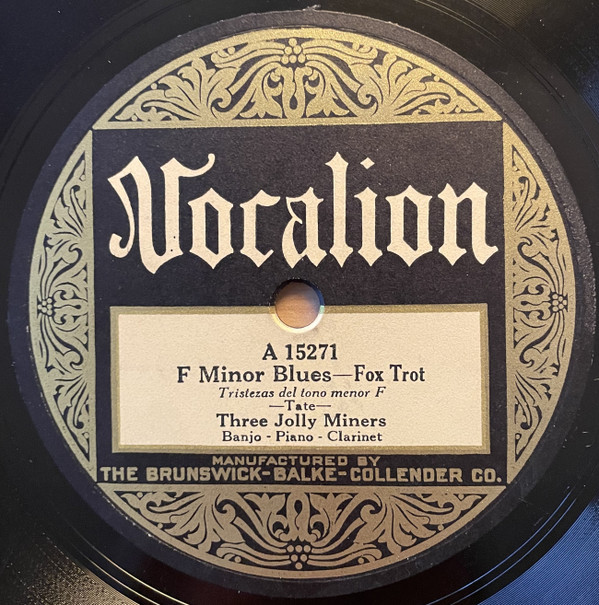 Vocalion
A 15271
F Minor Blues—Fox Trot
Tristezas del tono menor F
—Tate—
Three Jolly Miners
Banjo - Piano - Clarinet
MANUFACTURED BY
THE BRUNSWICK-BALKE-COLLENDER CO.